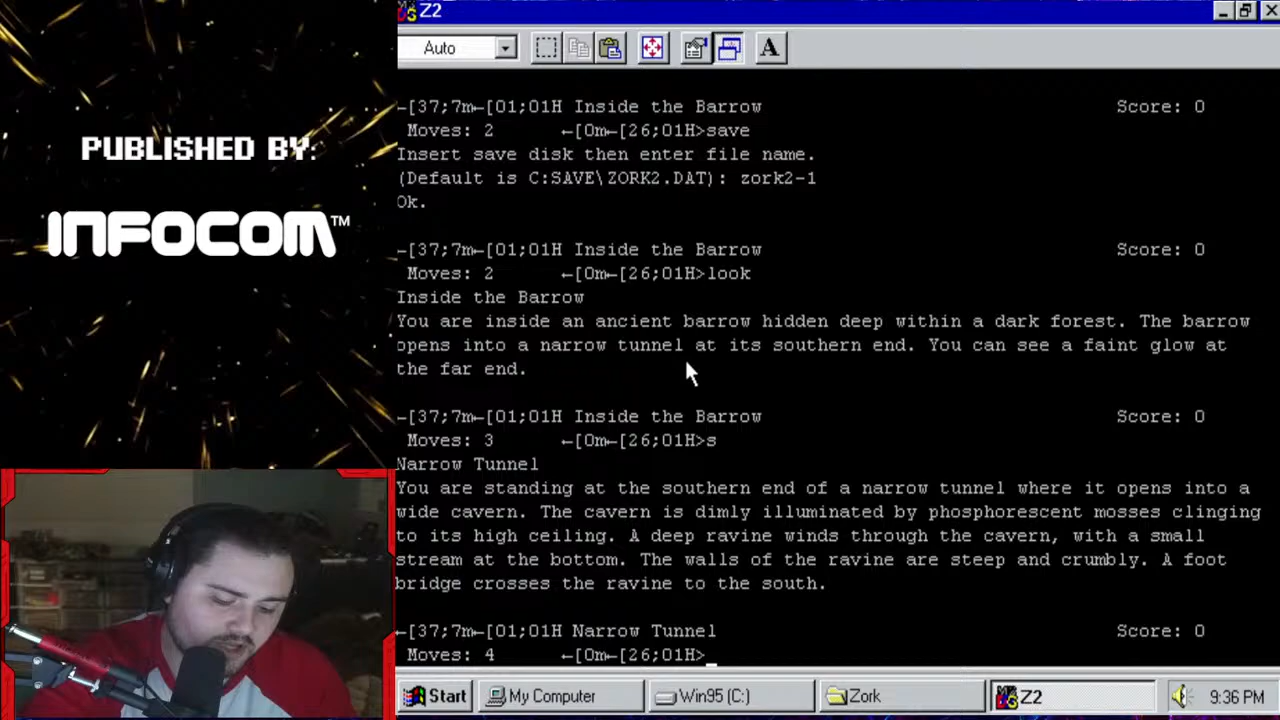 PUBLISHED BY:
INFOCOM™
Z2
Auto
A
←[37;7m←[01;01H Inside the Barrow Score: 0
Moves: 2 ←[0m←[26;01H>save
Insert save disk then enter file name.
(Default is C:SAVE\ZORK2.DAT): zork2-1
Ok.
←[37;7m←[01;01H Inside the Barrow Score: 0
Moves: 2 ←[0m←[26;01H>look
Inside the Barrow
You are inside an ancient barrow hidden deep within a dark forest. The barrow
opens into a narrow tunnel at its southern end. You can see a faint glow at
the far end.
←[37;7m←[01;01H Inside the Barrow Score: 0
Moves: 3 ←[0m←[26;01H>s
Narrow Tunnel
You are standing at the southern end of a narrow tunnel where it opens into a
wide cavern. The cavern is dimly illuminated by phosphorescent mosses clinging
to its high ceiling. A deep ravine winds through the cavern, with a small
stream at the bottom. The walls of the ravine are steep and crumbly. A foot
bridge crosses the ravine to the south.
←[37;7m←[01;01H Narrow Tunnel Score: 0
Moves: 4 ←[0m←[26;01H>
Start My Computer Win95 (C:) Zork Z2 9:36 PM